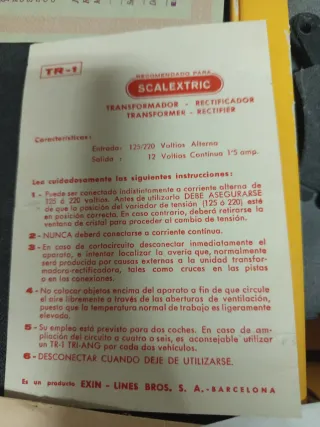 TR-1
RECOMENDADO PARA
SCALEXTRIC
TRANSFORMADOR - RECTIFICADOR
TRANSFORMER - RECTIFIER
Características:
Entrada: 125/220 Voltios Alterna
Salida : 12 Voltios Contínua 1'5 amp.
Lea cuidadosamente las siguientes instrucciones:
1- Puede ser conectado indistintamente a corriente alterna de
125 ó 220 voltios. Antes de utilizarlo DEBE ASEGURARSE
de que la posición del variador de tensión (125 o 220), esté
en posición correcta. En caso contrario, deberá retirarse la
ventana de cristal para proceder al cambio de tensión.
2- NUNCA deberá conectarse a corriente contínua.
3- En caso de cortocircuito desconectar inmediatamente el
aparato, e intentar localizar la avería que, normalmente
será producida por causas externas a la unidad transfor-
madora-rectificadora, tales como cruces en las pistas
o en las conexiones.
4- No colocar objetos encima del aparato a fin de que circule
el aire libremente a través de las aberturas de ventilación,
puesto que la temperatura normal de trabajo es ligeramente
elevada.
5- Su empleo está previsto para dos coches. En caso de am-
pliación del circuito a cuatro o seis, es aconsejable utilizar
un TR-1 TRI-ANG por cada dos vehículos.
6- DESCONECTAR CUANDO DEJE DE UTILIZARSE.
Es un producto EXIN - LINES BROS. S. A.-BARCELONA